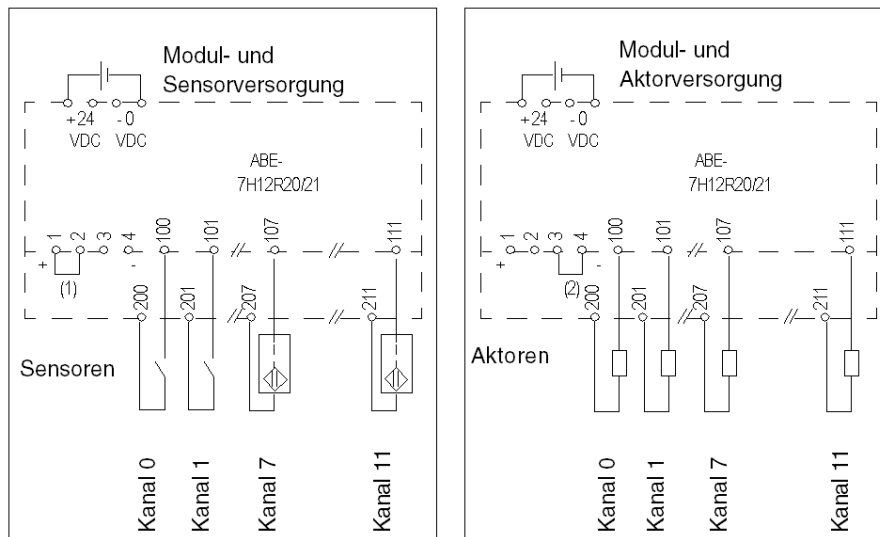 Modul- und
Sensorversorgung
+24
VDC
-0
VDC
ABE-
7H12R20/21
1
2
3
4
100
101
107
111
+
(1)
-
200
201
207
211
Sensoren
Kanal 0
Kanal 1
Kanal 7
Kanal 11
Modul- und
Aktorversorgung
+24
VDC
-0
VDC
ABE-
7H12R20/21
1
2
3
4
100
101
107
111
+
(2)
-
200
201
207
211
Aktoren
Kanal 0
Kanal 1
Kanal 7
Kanal 11